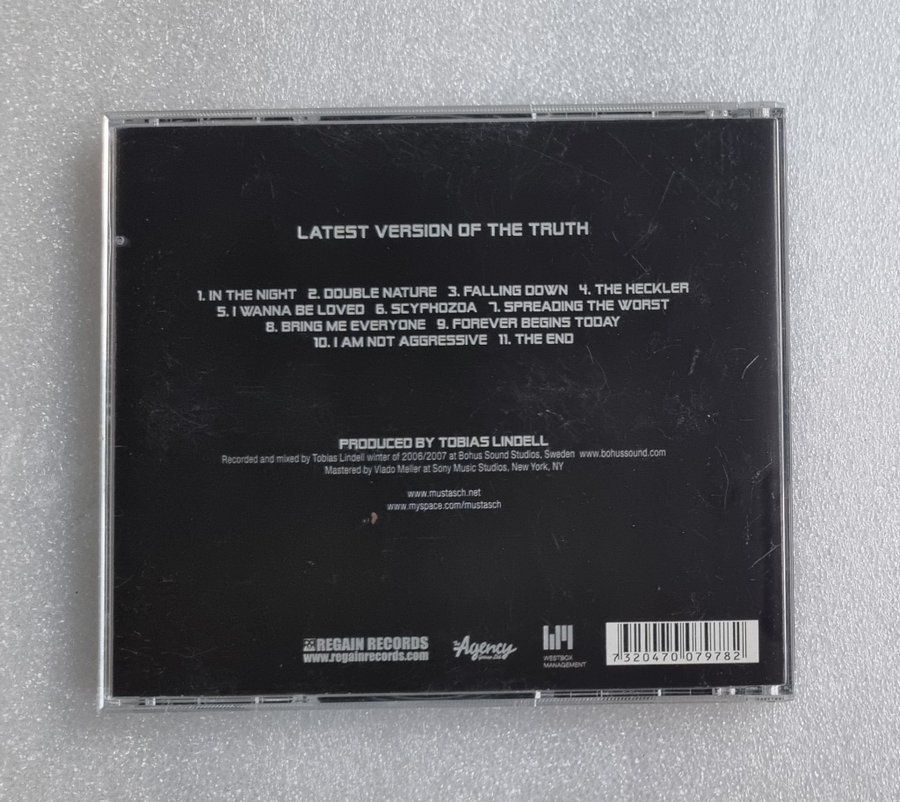 LATEST VERSION OF THE TRUTH
1. IN THE NIGHT 2. DOUBLE NATURE 3. FALLING DOWN 4. THE HECKLER
5. I WANNA BE LOVED 6. SCYPHOZOA 7. SPREADING THE WORST
8. BRING ME EVERYONE 9. FOREVER BEGINS TODAY
10. I AM NOT AGGRESSIVE 11. THE END
PRODUCED BY TOBIAS LINDELL
Recorded and mixed by Tobias Lindell winter of 2006/2007 at Bohus Sound Studios, Sweden www.bohussound.com
Mastered by Vlado Meller at Sony Music Studios, New York, NY
www.mustasch.net
www.myspace.com/mustasch
REGAIN RECORDS
www.regainrecords.com
The Agency
WESTBOX
MANAGEMENT
7 320470 079782